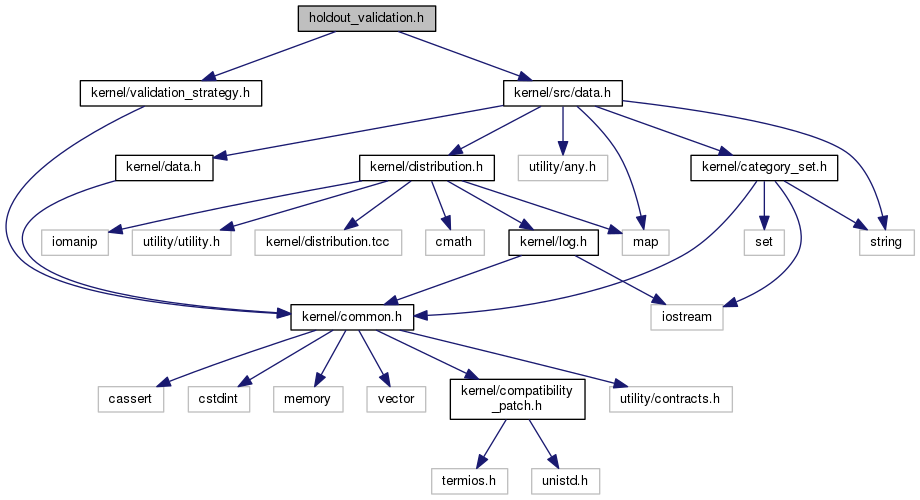 holdout_validation.h
kernel/validation_strategy.h
kernel/src/data.h
kernel/data.h
kernel/distribution.h
utility/any.h
kernel/category_set.h
iomanip
utility/utility.h
kernel/distribution.tcc
cmath
kernel/log.h
map
set
string
kernel/common.h
iostream
cassert
cstdint
memory
vector
kernel/compatibility
_patch.h
utility/contracts.h
termios.h
unistd.h